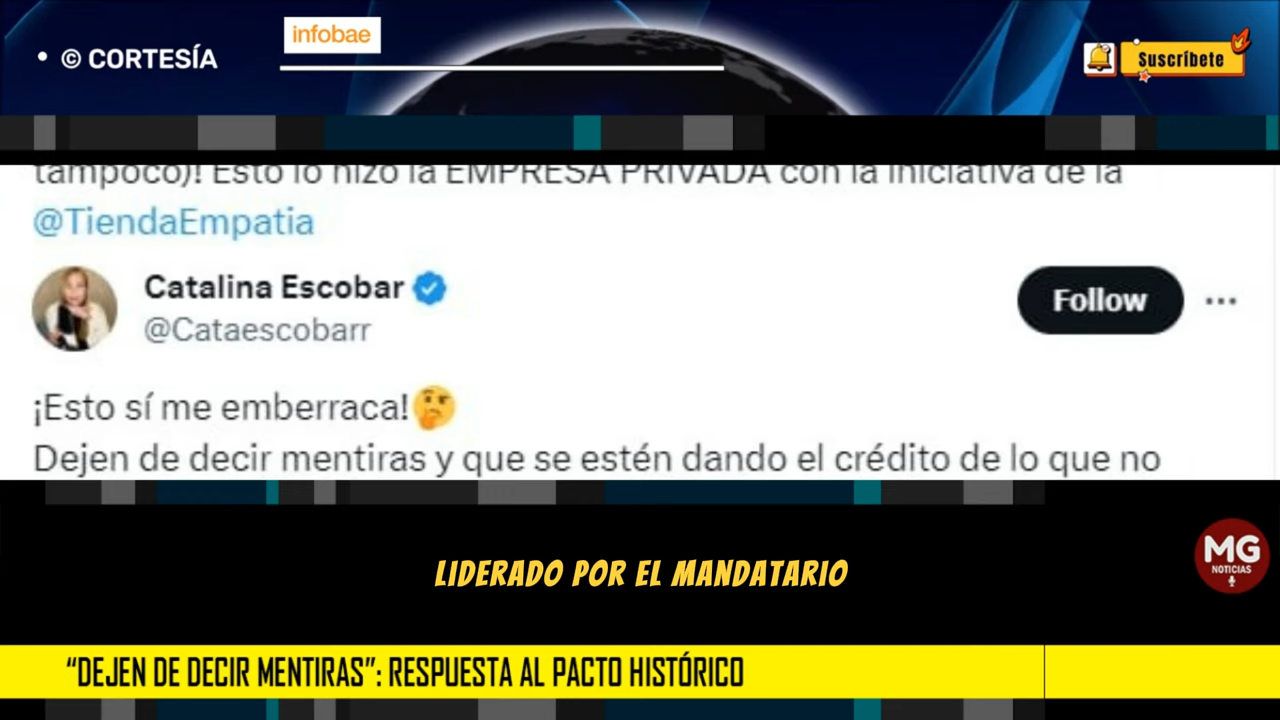 • © CORTESÍA
infobae
Suscríbete
tampoco)! Esto lo hizo la EMPRESA PRIVADA con la iniciativa de la
@TiendaEmpatia
Catalina Escobar
@Cataescobarr
Follow
¡Esto sí me emberraca!🤔
Dejen de decir mentiras y que se estén dando el crédito de lo que no
LIDERADO POR EL MANDATARIO
MG
NOTICIAS
“DEJEN DE DECIR MENTIRAS”: RESPUESTA AL PACTO HISTÓRICO